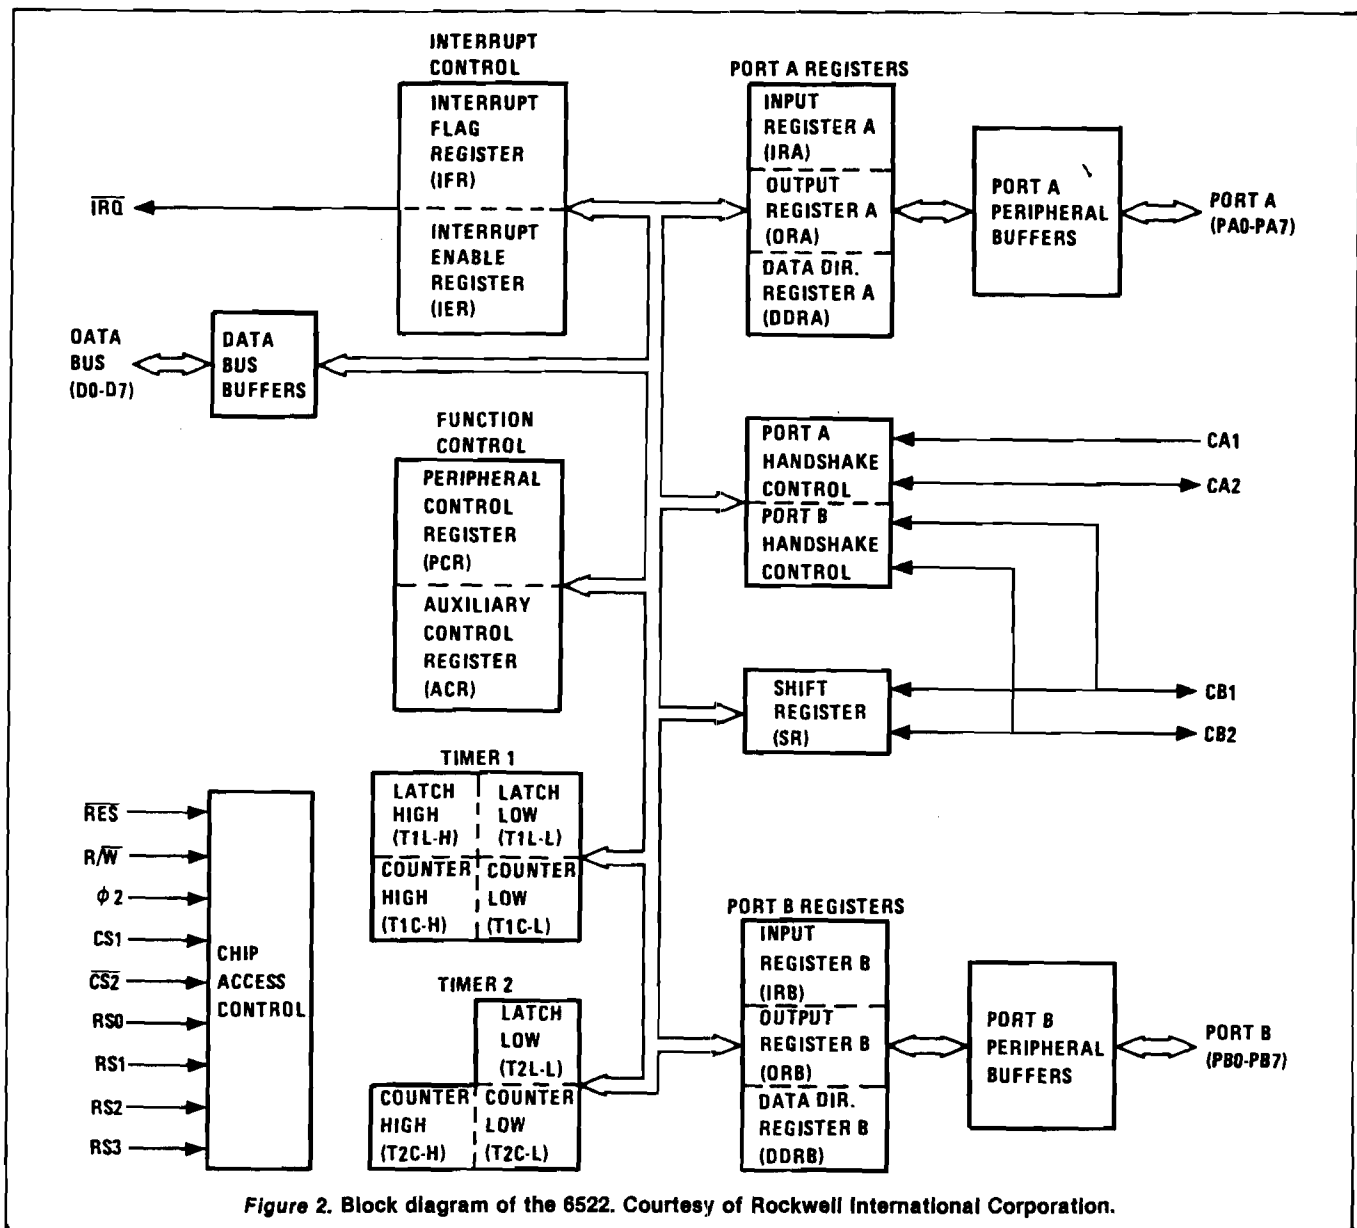 INTERRUPT
CONTROL
INTERRUPT
FLAG
REGISTER
(IFR)
INTERRUPT
ENABLE
REGISTER
(IER)
IRQ
DATA
BUS
(D0-D7)
DATA
BUS
BUFFERS
PORT A REGISTERS
INPUT
REGISTER A
(IRA)
OUTPUT
REGISTER A
(ORA)
DATA DIR.
REGISTER A
(DDRA)
PORT A
PERIPHERAL
BUFFERS
PORT A
(PA0-PA7)
FUNCTION
CONTROL
PERIPHERAL
CONTROL
REGISTER
(PCR)
AUXILIARY
CONTROL
REGISTER
(ACR)
PORT A
HANDSHAKE
CONTROL
PORT B
HANDSHAKE
CONTROL
CA1
CA2
SHIFT
REGISTER
(SR)
CB1
CB2
TIMER 1
LATCH
HIGH
(T1L-H)
LATCH
LOW
(T1L-L)
COUNTER
HIGH
(T1C-H)
COUNTER
LOW
(T1C-L)
TIMER 2
LATCH
LOW
(T2L-L)
COUNTER
HIGH
(T2C-H)
COUNTER
LOW
(T2C-L)
RES
R/W
ϕ2
CS1
CS2
RS0
RS1
RS2
RS3
CHIP
ACCESS
CONTROL
PORT B REGISTERS
INPUT
REGISTER B
(IRB)
OUTPUT
REGISTER B
(ORB)
DATA DIR.
REGISTER B
(DDRB)
PORT B
PERIPHERAL
BUFFERS
PORT B
(PB0-PB7)
Figure 2. Block diagram of the 6522. Courtesy of Rockwell International Corporation.